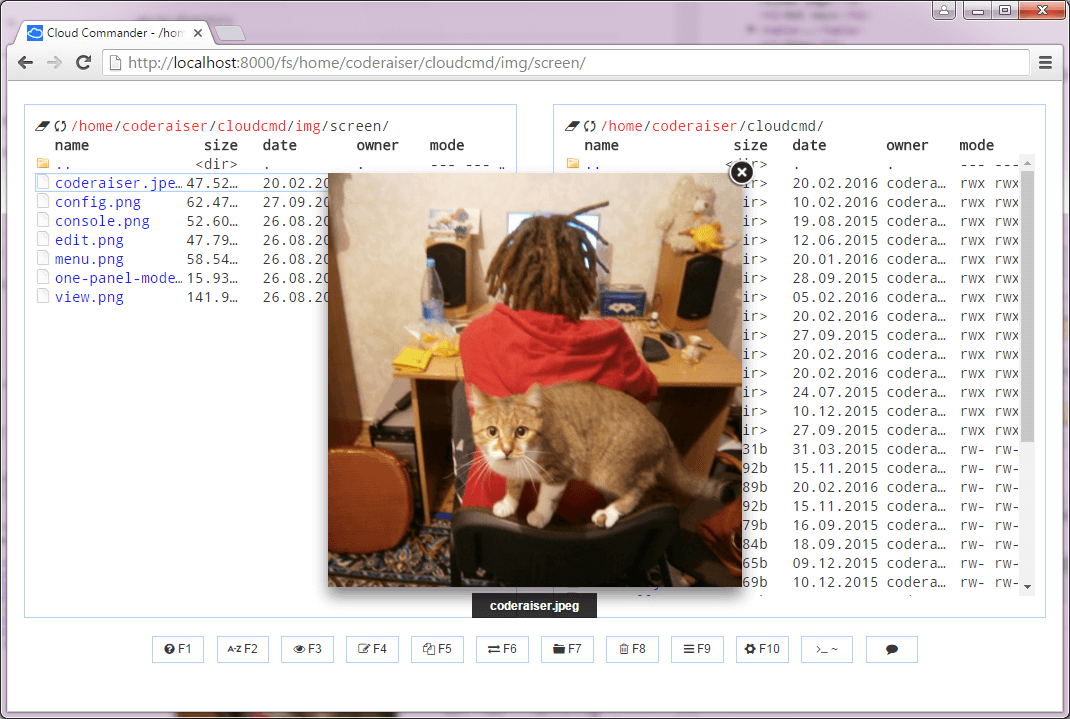 Cloud Commander - /hom
http://localhost:8000/fs/home/coderaiser/cloudcmd/img/screen/
/home/coderaiser/cloudcmd/img/screen/
name size date owner mode
.. <dir> . . --- ---
coderaiser.jpe… 47.52… 20.02.20
config.png 62.47… 27.09.20
console.png 52.60… 26.08.20
edit.png 47.79… 26.08.20
menu.png 58.54… 26.08.20
one-panel-mode… 15.93… 26.08.20
view.png 141.9… 26.08.20
/home/coderaiser/cloudcmd/
name size date owner mode
.. . . --- ---
ir> 20.02.2016 codera… rwx rwx
ir> 10.02.2016 codera… rwx rwx
ir> 19.08.2015 codera… rwx rwx
ir> 12.06.2015 codera… rwx rwx
ir> 20.01.2016 codera… rwx rwx
ir> 28.09.2015 codera… rwx rwx
ir> 05.02.2016 codera… rwx rwx
ir> 20.02.2016 codera… rwx rwx
ir> 27.09.2015 codera… rwx rwx
ir> 20.02.2016 codera… rwx rwx
ir> 20.02.2016 codera… rwx rwx
ir> 24.07.2015 codera… rwx rwx
ir> 10.12.2015 codera… rwx rwx
ir> 27.09.2015 codera… rwx rwx
31b 31.03.2015 codera… rw- rw-
92b 15.11.2015 codera… rw- rw-
89b 20.02.2016 codera… rw- rw-
92b 15.11.2015 codera… rw- rw-
79b 16.09.2015 codera… rw- rw-
84b 18.09.2015 codera… rw- rw-
65b 09.12.2015 codera… rw- rw-
69b 10.12.2015 codera… rw- rw-
coderaiser.jpeg
F1 A-Z F2 F3 F4 F5 F6 F7 F8 F9 F10 >_ ~